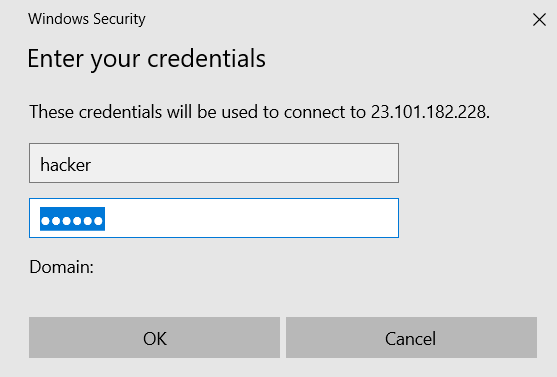 Windows Security
Enter your credentials
These credentials will be used to connect to 23.101.182.228.
hacker
●●●●●●
Domain:
OK
Cancel